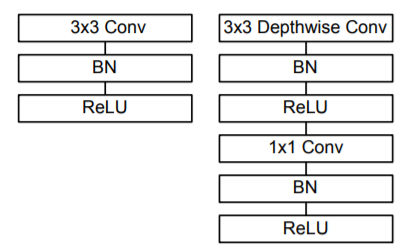 3x3 Conv
BN
ReLU
3x3 Depthwise Conv
BN
ReLU
1x1 Conv
BN
ReLU